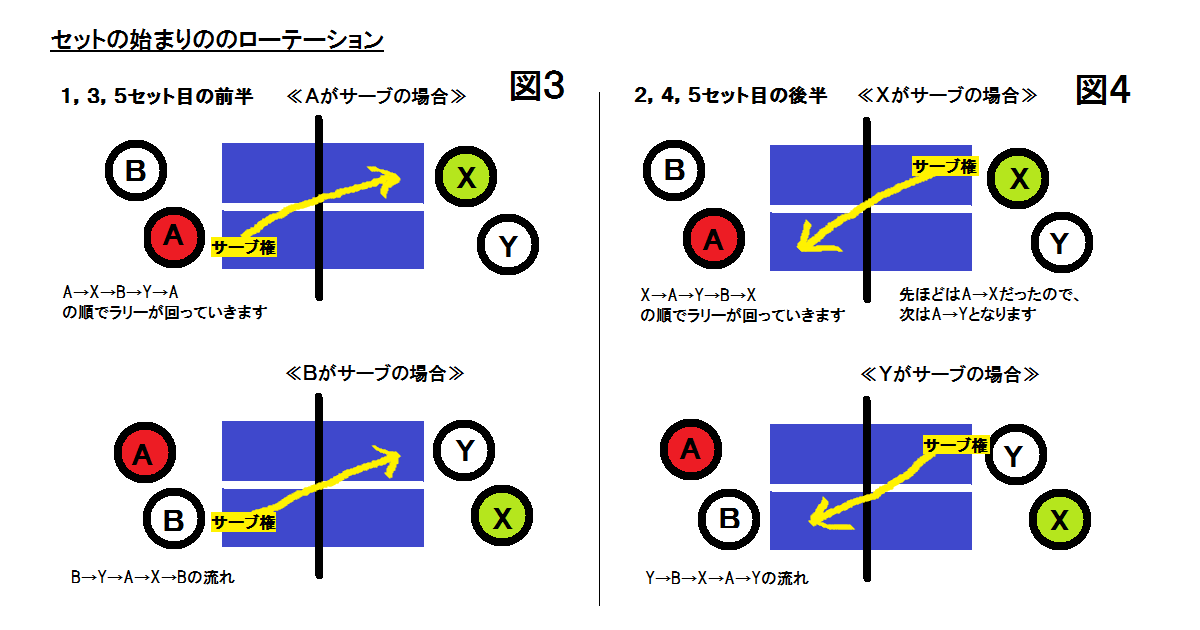 セットの始まりののローテーション
1，3，5セット目の前半　≪Aがサーブの場合≫
図3
B
A
サーブ権
X
Y
A→X→B→Y→A
の順でラリーが回っていきます
≪Bがサーブの場合≫
A
B
サーブ権
Y
X
B→Y→A→X→Bの流れ
2，4，5セット目の後半　≪Xがサーブの場合≫
図4
B
A
サーブ権
X
Y
X→A→Y→B→X
の順でラリーが回っていきます
先ほどはA→Xだったので、
次はA→Yとなります
≪Yがサーブの場合≫
A
B
サーブ権
Y
X
Y→B→X→A→Yの流れ